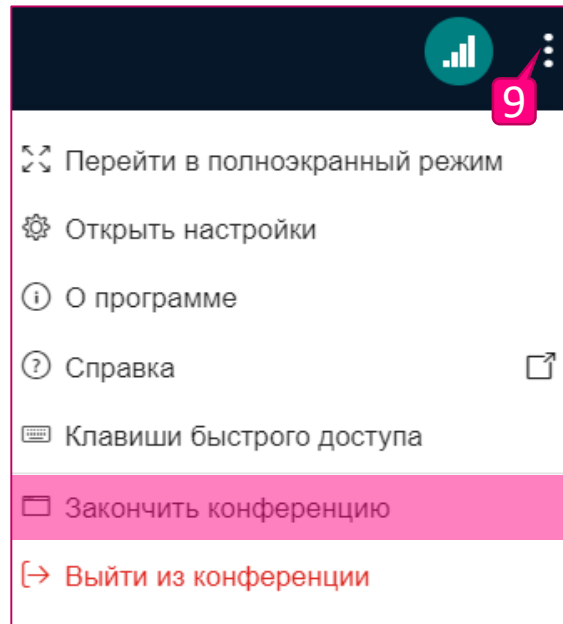 9
Перейти в полноэкранный режим
Открыть настройки
О программе
Справка
Клавиши быстрого доступа
Закончить конференцию
Выйти из конференции